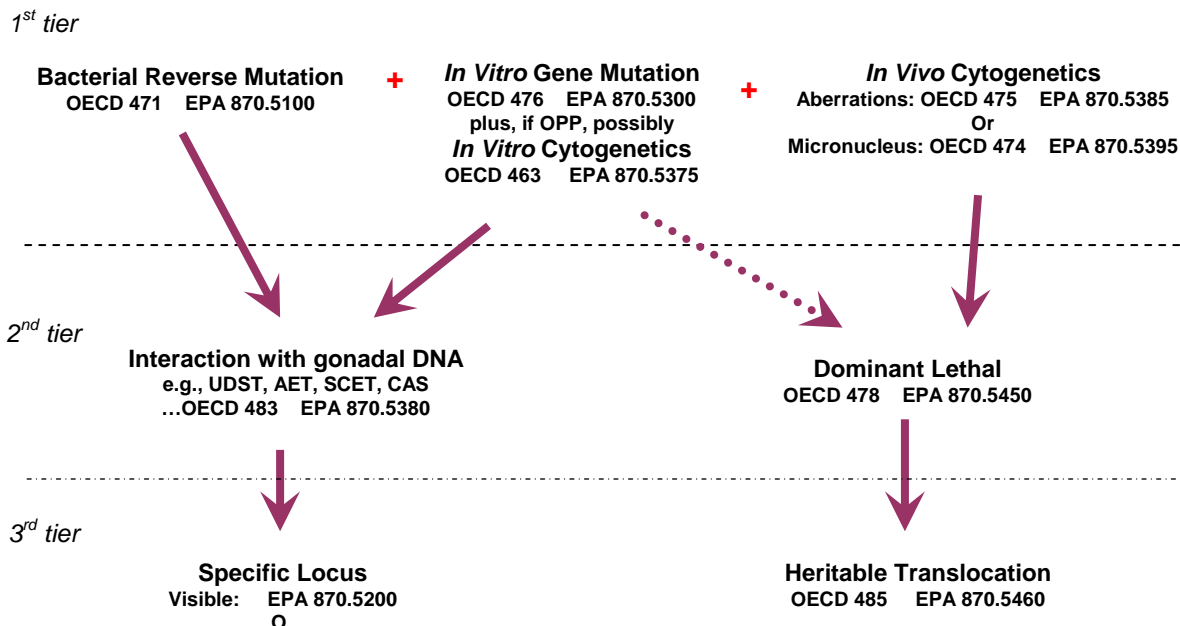 1st tier
Bacterial Reverse Mutation
OECD 471 EPA 870.5100
+
In Vitro Gene Mutation
OECD 476 EPA 870.5300
plus, if OPP, possibly
In Vitro Cytogenetics
OECD 463 EPA 870.5375
+
In Vivo Cytogenetics
Aberrations: OECD 475 EPA 870.5385
Or
Micronucleus: OECD 474 EPA 870.5395
2nd tier
Interaction with gonadal DNA
e.g., UDST, AET, SCET, CAS
…OECD 483 EPA 870.5380
Dominant Lethal
OECD 478 EPA 870.5450
3rd tier
Specific Locus
Visible: EPA 870.5200
Heritable Translocation
OECD 485 EPA 870.5460